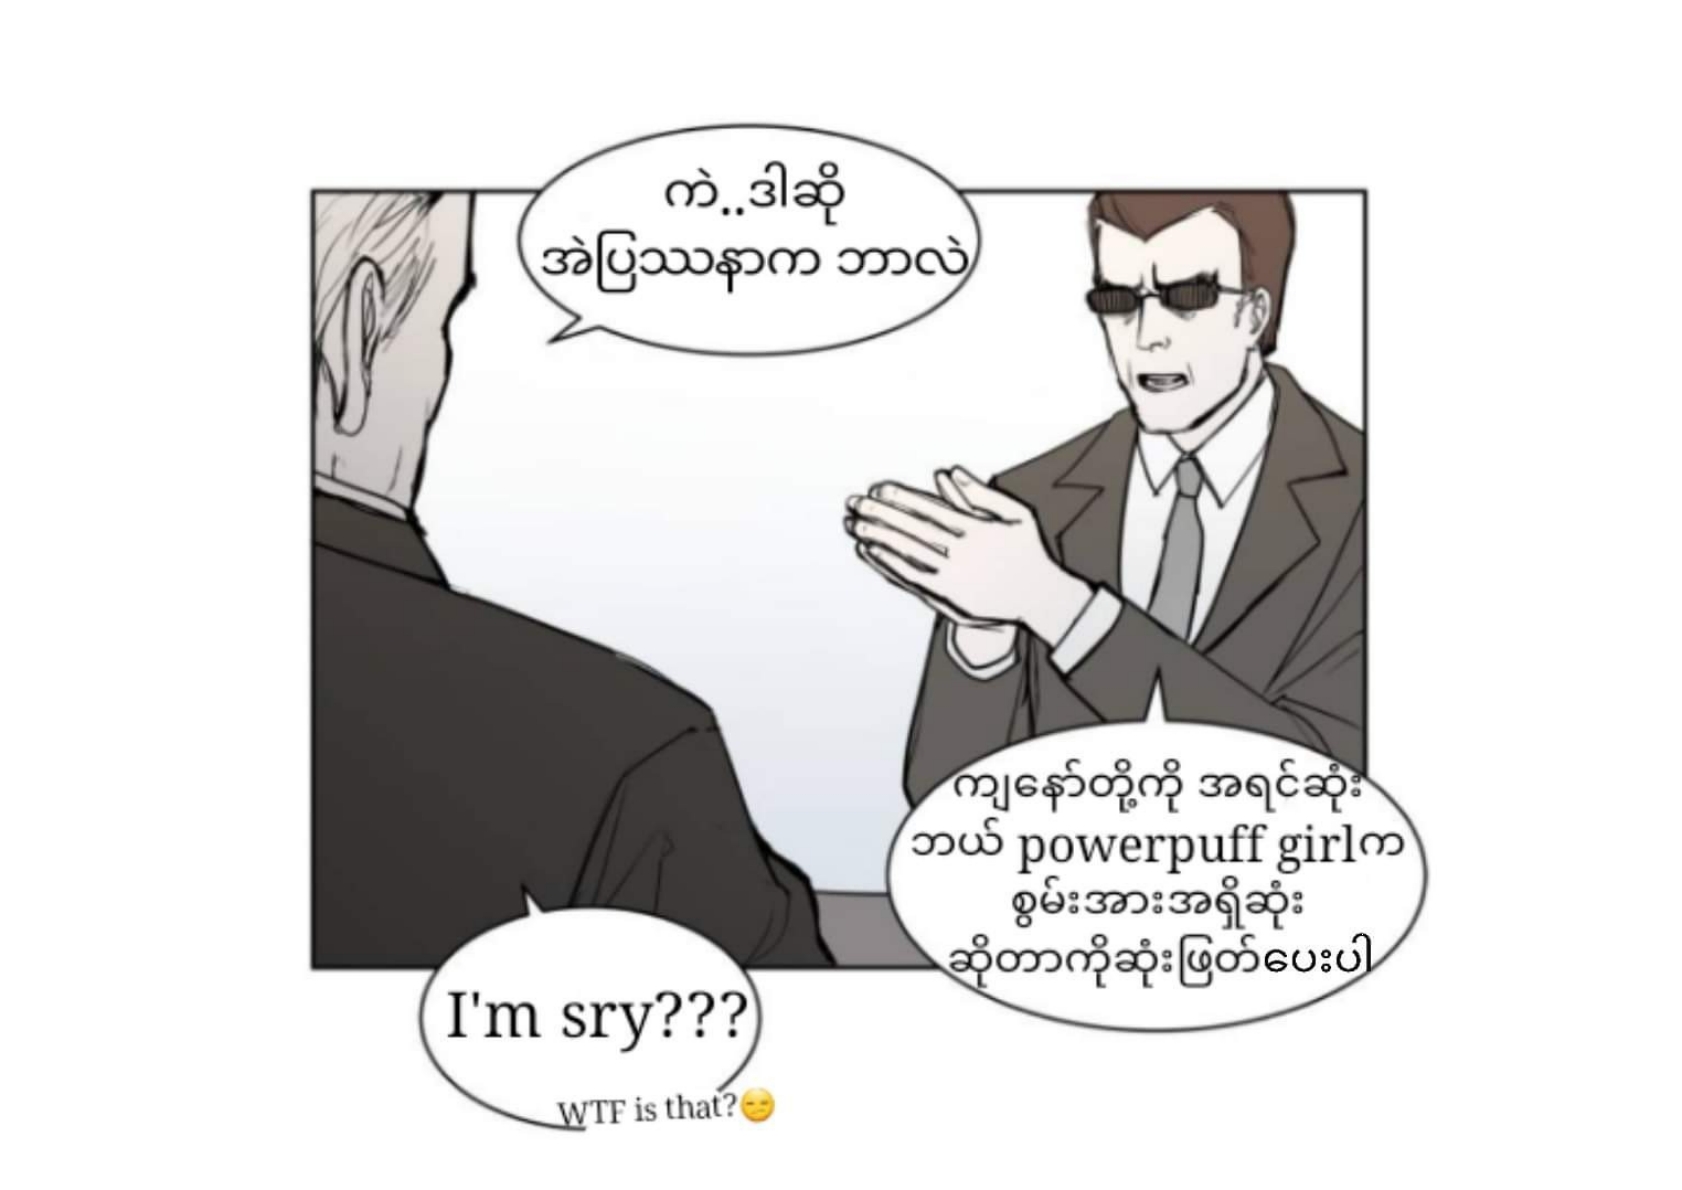 ကဲ..ဒါဆို
အဲပြဿနာက ဘာလဲ
ကျနော်တို့ကို အရင်ဆုံး
ဘယ် powerpuff girlက
စွမ်းအားအရှိဆုံး
ဆိုတာကိုဆုံးဖြတ်ပေးပါ
I'm sry???
WTF is that?😑